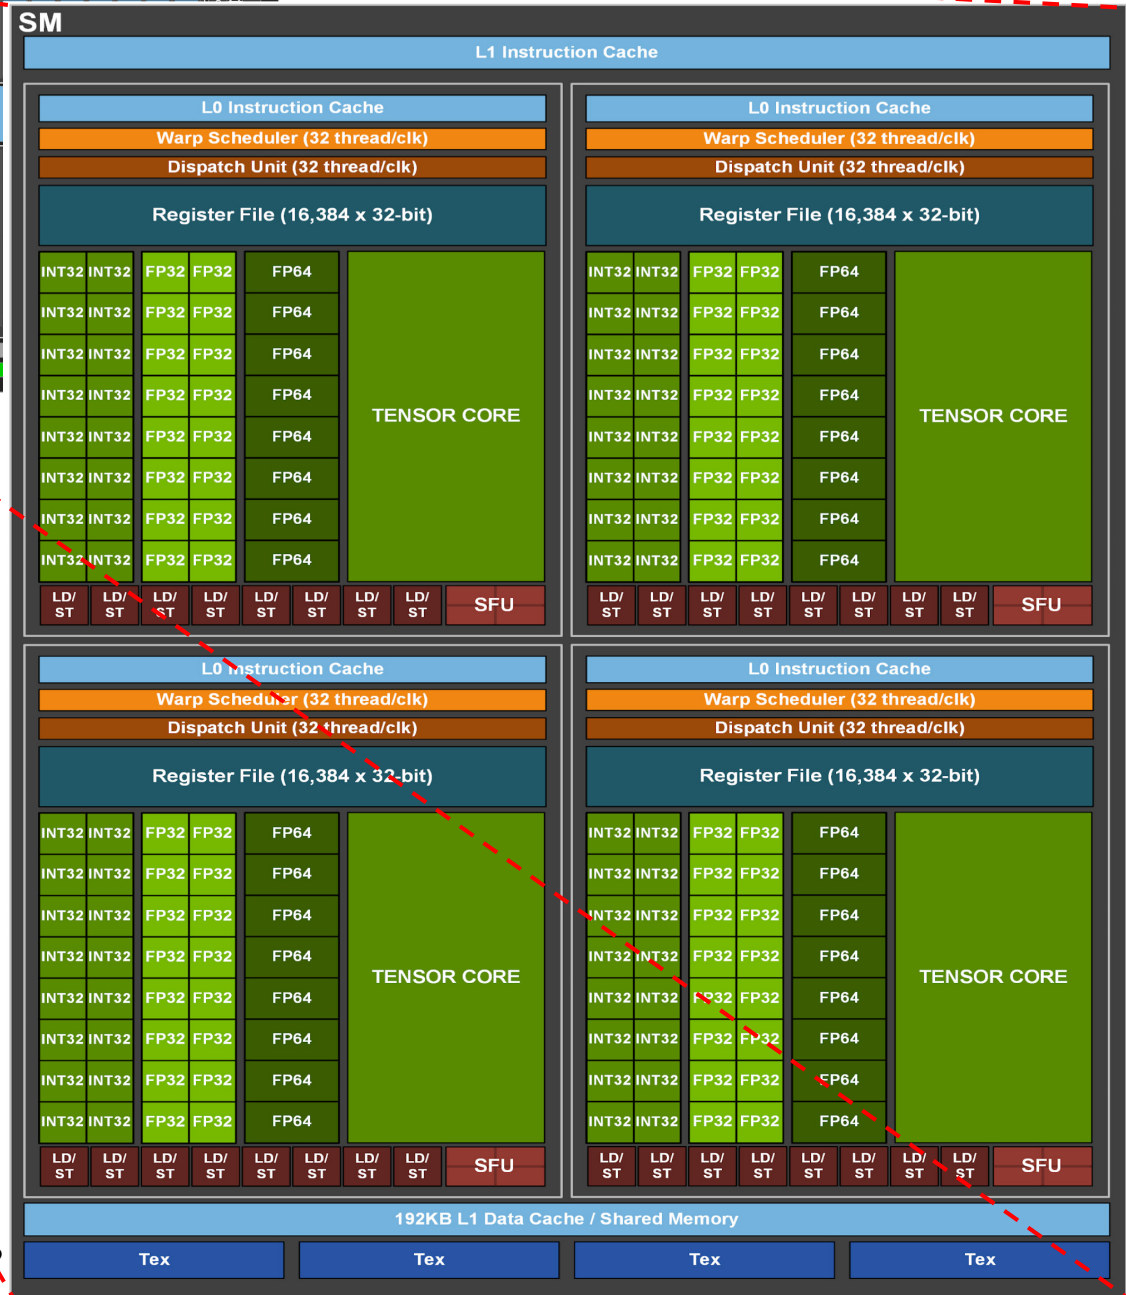 SM
L1 Instruction Cache
L0 Instruction Cache
Warp Scheduler (32 thread/clk)
Dispatch Unit (32 thread/clk)
Register File (16,384 x 32-bit)
INT32 INT32 FP32 FP32 FP64
INT32 INT32 FP32 FP32 FP64
INT32 INT32 FP32 FP32 FP64
INT32 INT32 FP32 FP32 FP64
TENSOR CORE
INT32 INT32 FP32 FP32 FP64
INT32 INT32 FP32 FP32 FP64
INT32 INT32 FP32 FP32 FP64
INT32 INT32 FP32 FP32 FP64
LD/ LD/ LD/ LD/ LD/ LD/ LD/ LD/
ST ST ST ST ST ST ST ST
SFU
L0 Instruction Cache
Warp Scheduler (32 thread/clk)
Dispatch Unit (32 thread/clk)
Register File (16,384 x 32-bit)
INT32 INT32 FP32 FP32 FP64
INT32 INT32 FP32 FP32 FP64
INT32 INT32 FP32 FP32 FP64
INT32 INT32 FP32 FP32 FP64
TENSOR CORE
INT32 INT32 FP32 FP32 FP64
INT32 INT32 FP32 FP32 FP64
INT32 INT32 FP32 FP32 FP64
INT32 INT32 FP32 FP32 FP64
LD/ LD/ LD/ LD/ LD/ LD/ LD/ LD/
ST ST ST ST ST ST ST ST
SFU
L0 Instruction Cache
Warp Scheduler (32 thread/clk)
Dispatch Unit (32 thread/clk)
Register File (16,384 x 32-bit)
INT32 INT32 FP32 FP32 FP64
INT32 INT32 FP32 FP32 FP64
INT32 INT32 FP32 FP32 FP64
INT32 INT32 FP32 FP32 FP64
TENSOR CORE
INT32 INT32 FP32 FP32 FP64
INT32 INT32 FP32 FP32 FP64
INT32 INT32 FP32 FP32 FP64
INT32 INT32 FP32 FP32 FP64
LD/ LD/ LD/ LD/ LD/ LD/ LD/ LD/
ST ST ST ST ST ST ST ST
SFU
L0 Instruction Cache
Warp Scheduler (32 thread/clk)
Dispatch Unit (32 thread/clk)
Register File (16,384 x 32-bit)
INT32 INT32 FP32 FP32 FP64
INT32 INT32 FP32 FP32 FP64
INT32 INT32 FP32 FP32 FP64
INT32 INT32 FP32 FP32 FP64
TENSOR CORE
INT32 INT32 FP32 FP32 FP64
INT32 INT32 FP32 FP32 FP64
INT32 INT32 FP32 FP32 FP64
INT32 INT32 FP32 FP32 FP64
LD/ LD/ LD/ LD/ LD/ LD/ LD/ LD/
ST ST ST ST ST ST ST ST
SFU
192KB L1 Data Cache / Shared Memory
Tex Tex Tex Tex